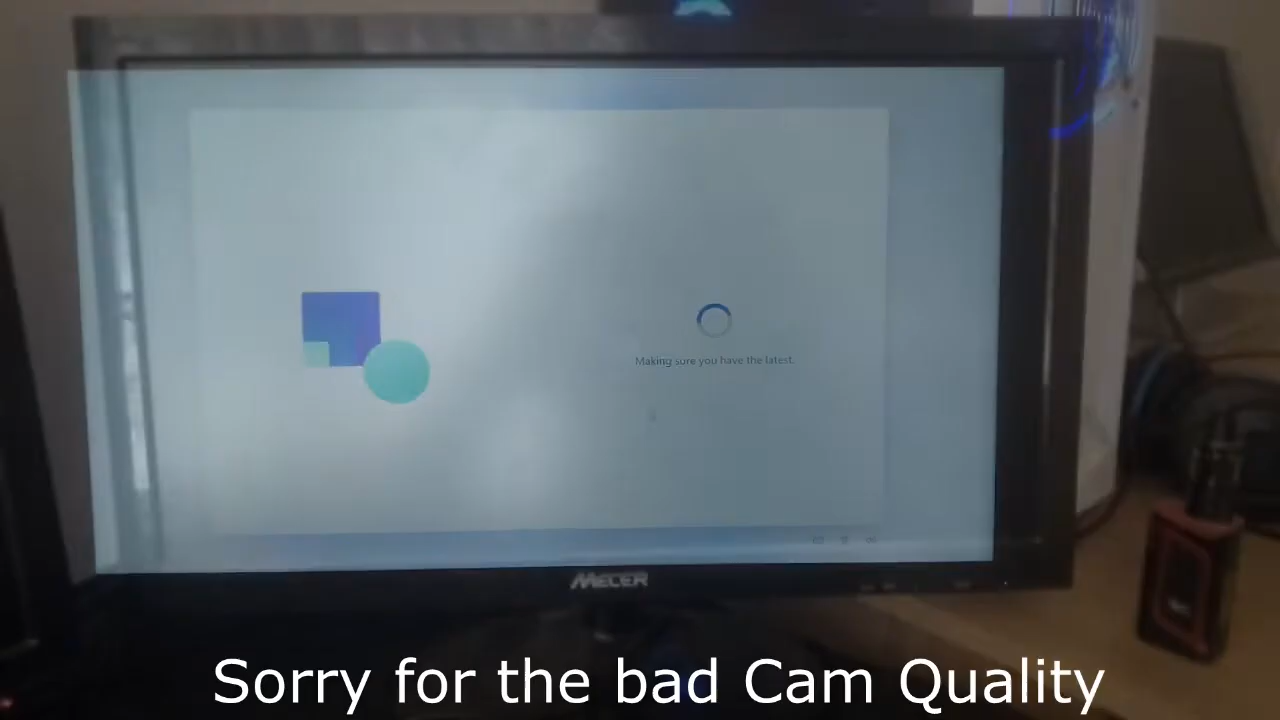 Making sure you have the latest.
MECER
Sorry for the bad Cam Quality